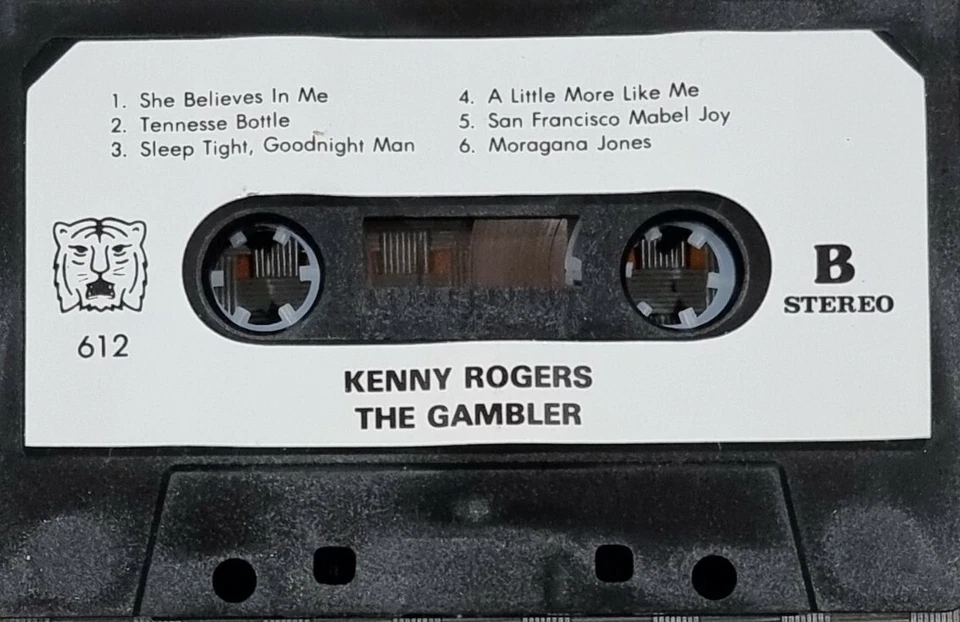 1. She Believes In Me
2. Tennesse Bottle
3. Sleep Tight, Goodnight Man
4. A Little More Like Me
5. San Francisco Mabel Joy
6. Moragana Jones
612
B
STEREO
KENNY ROGERS
THE GAMBLER